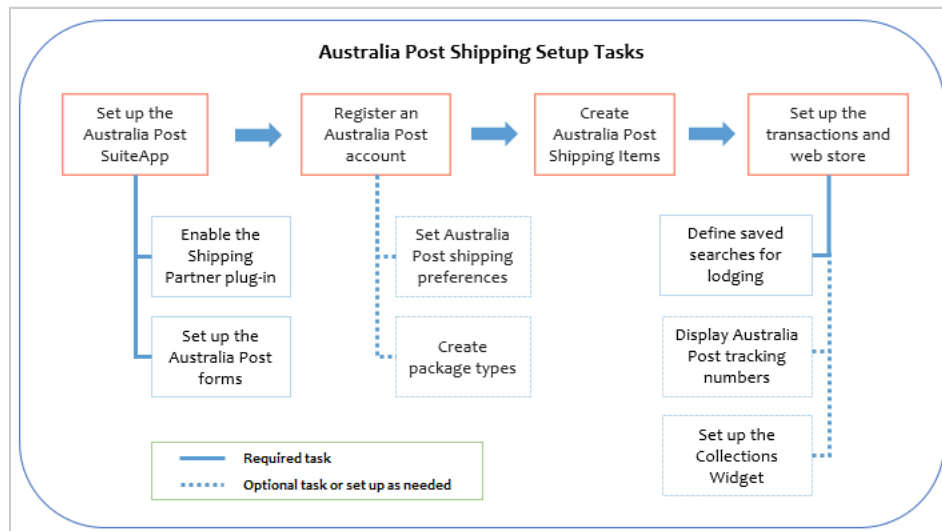 Australia Post Shipping Setup Tasks
Set up the
Australia Post
SuiteApp
Register an
Australia Post
account
Create
Australia Post
Shipping Items
Set up the
transactions and
web store
Enable the
Shipping
Partner plug-in
Set Australia
Post shipping
preferences
Define saved
searches for
lodging
Set up the
Australia Post
forms
Create
package types
Display Australia
Post tracking
numbers
Set up the
Collections
Widget
Required task
Optional task or set up as needed